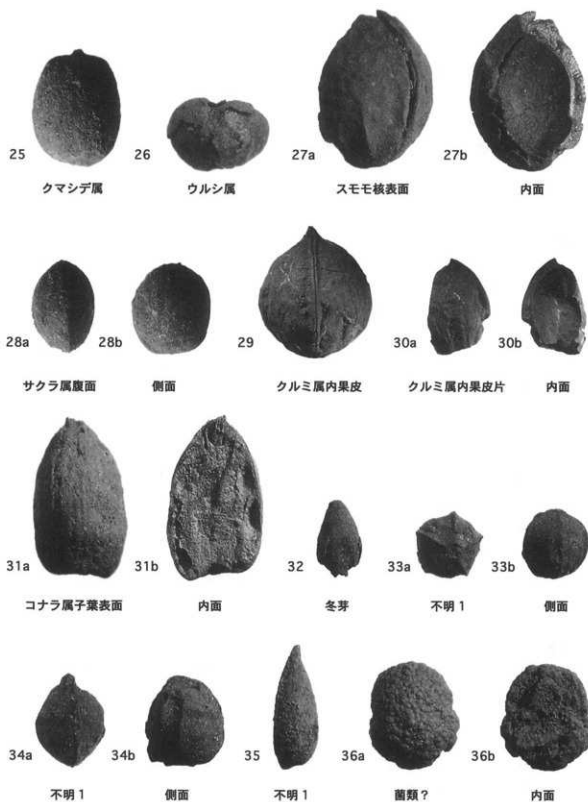 25 26 27a 27b
クマシデ属 ウルシ属 スモモ核表面 内面
28a 28b 29 30a 30b
サクラ属腹面 側面 クルミ属内果皮 クルミ属内果皮片 内面
31a 31b 32 33a 33b
コナラ属子葉表面 内面 冬芽 不明1 側面
34a 34b 35 36a 36b
不明1 側面 不明1 菌類? 内面